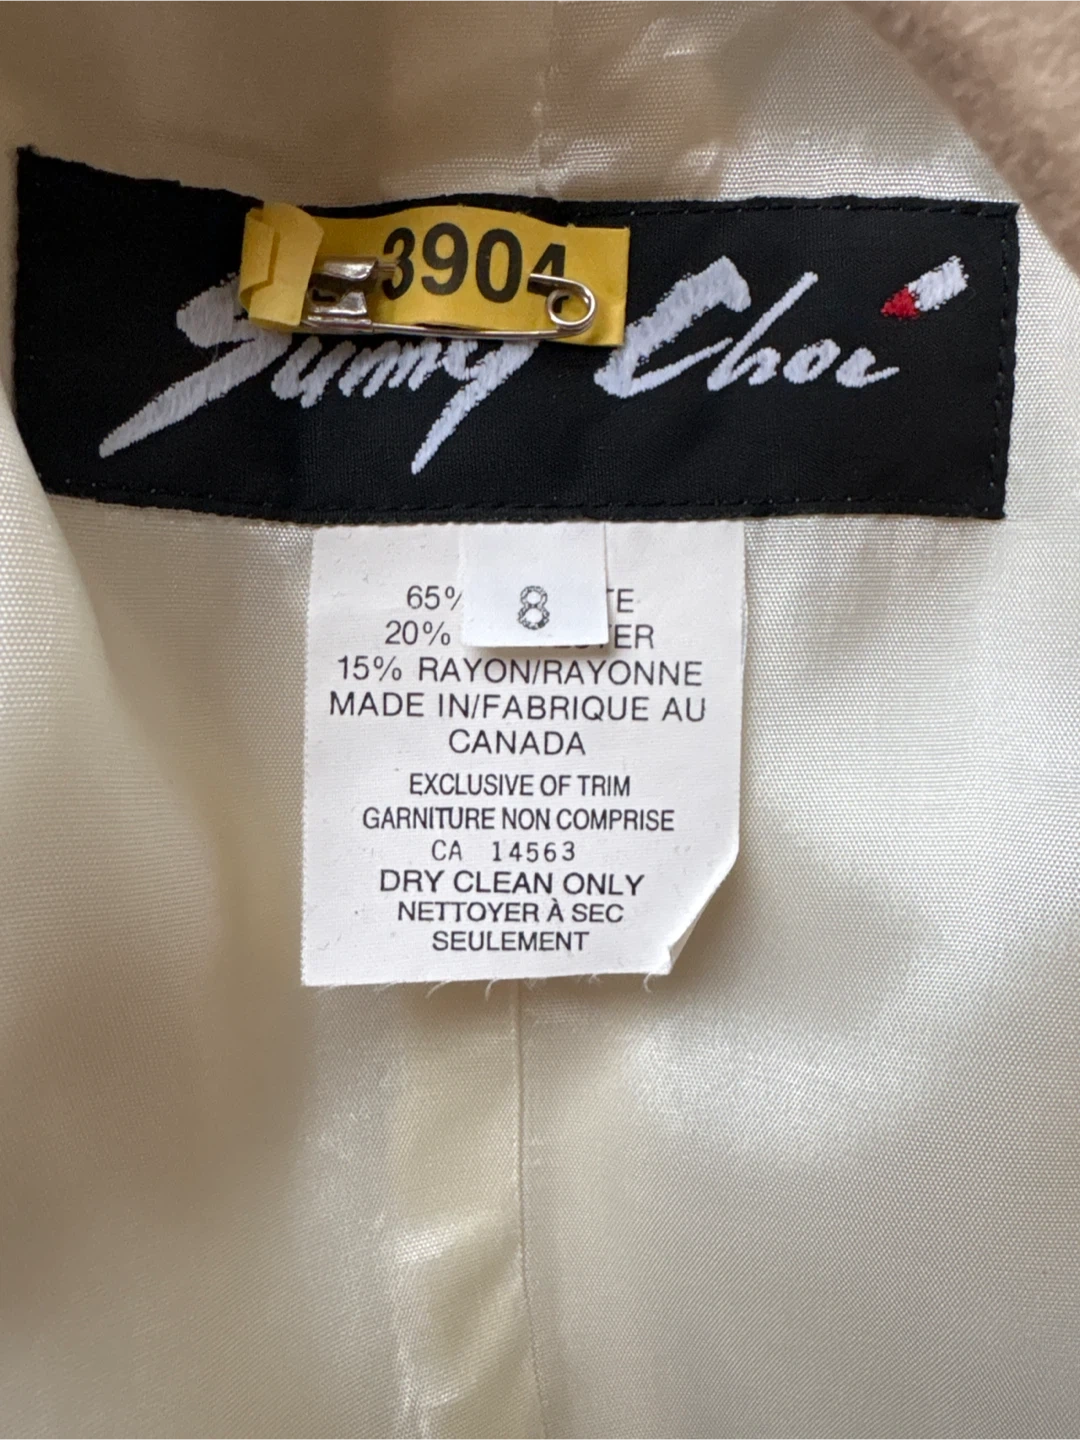 3904
Sunny Choi
8
65%
20%
15% RAYON/RAYONNE
MADE IN/FABRIQUE AU
CANADA
EXCLUSIVE OF TRIM
GARNITURE NON COMPRISE
CA 14563
DRY CLEAN ONLY
NETTOYER À SEC
SEULEMENT